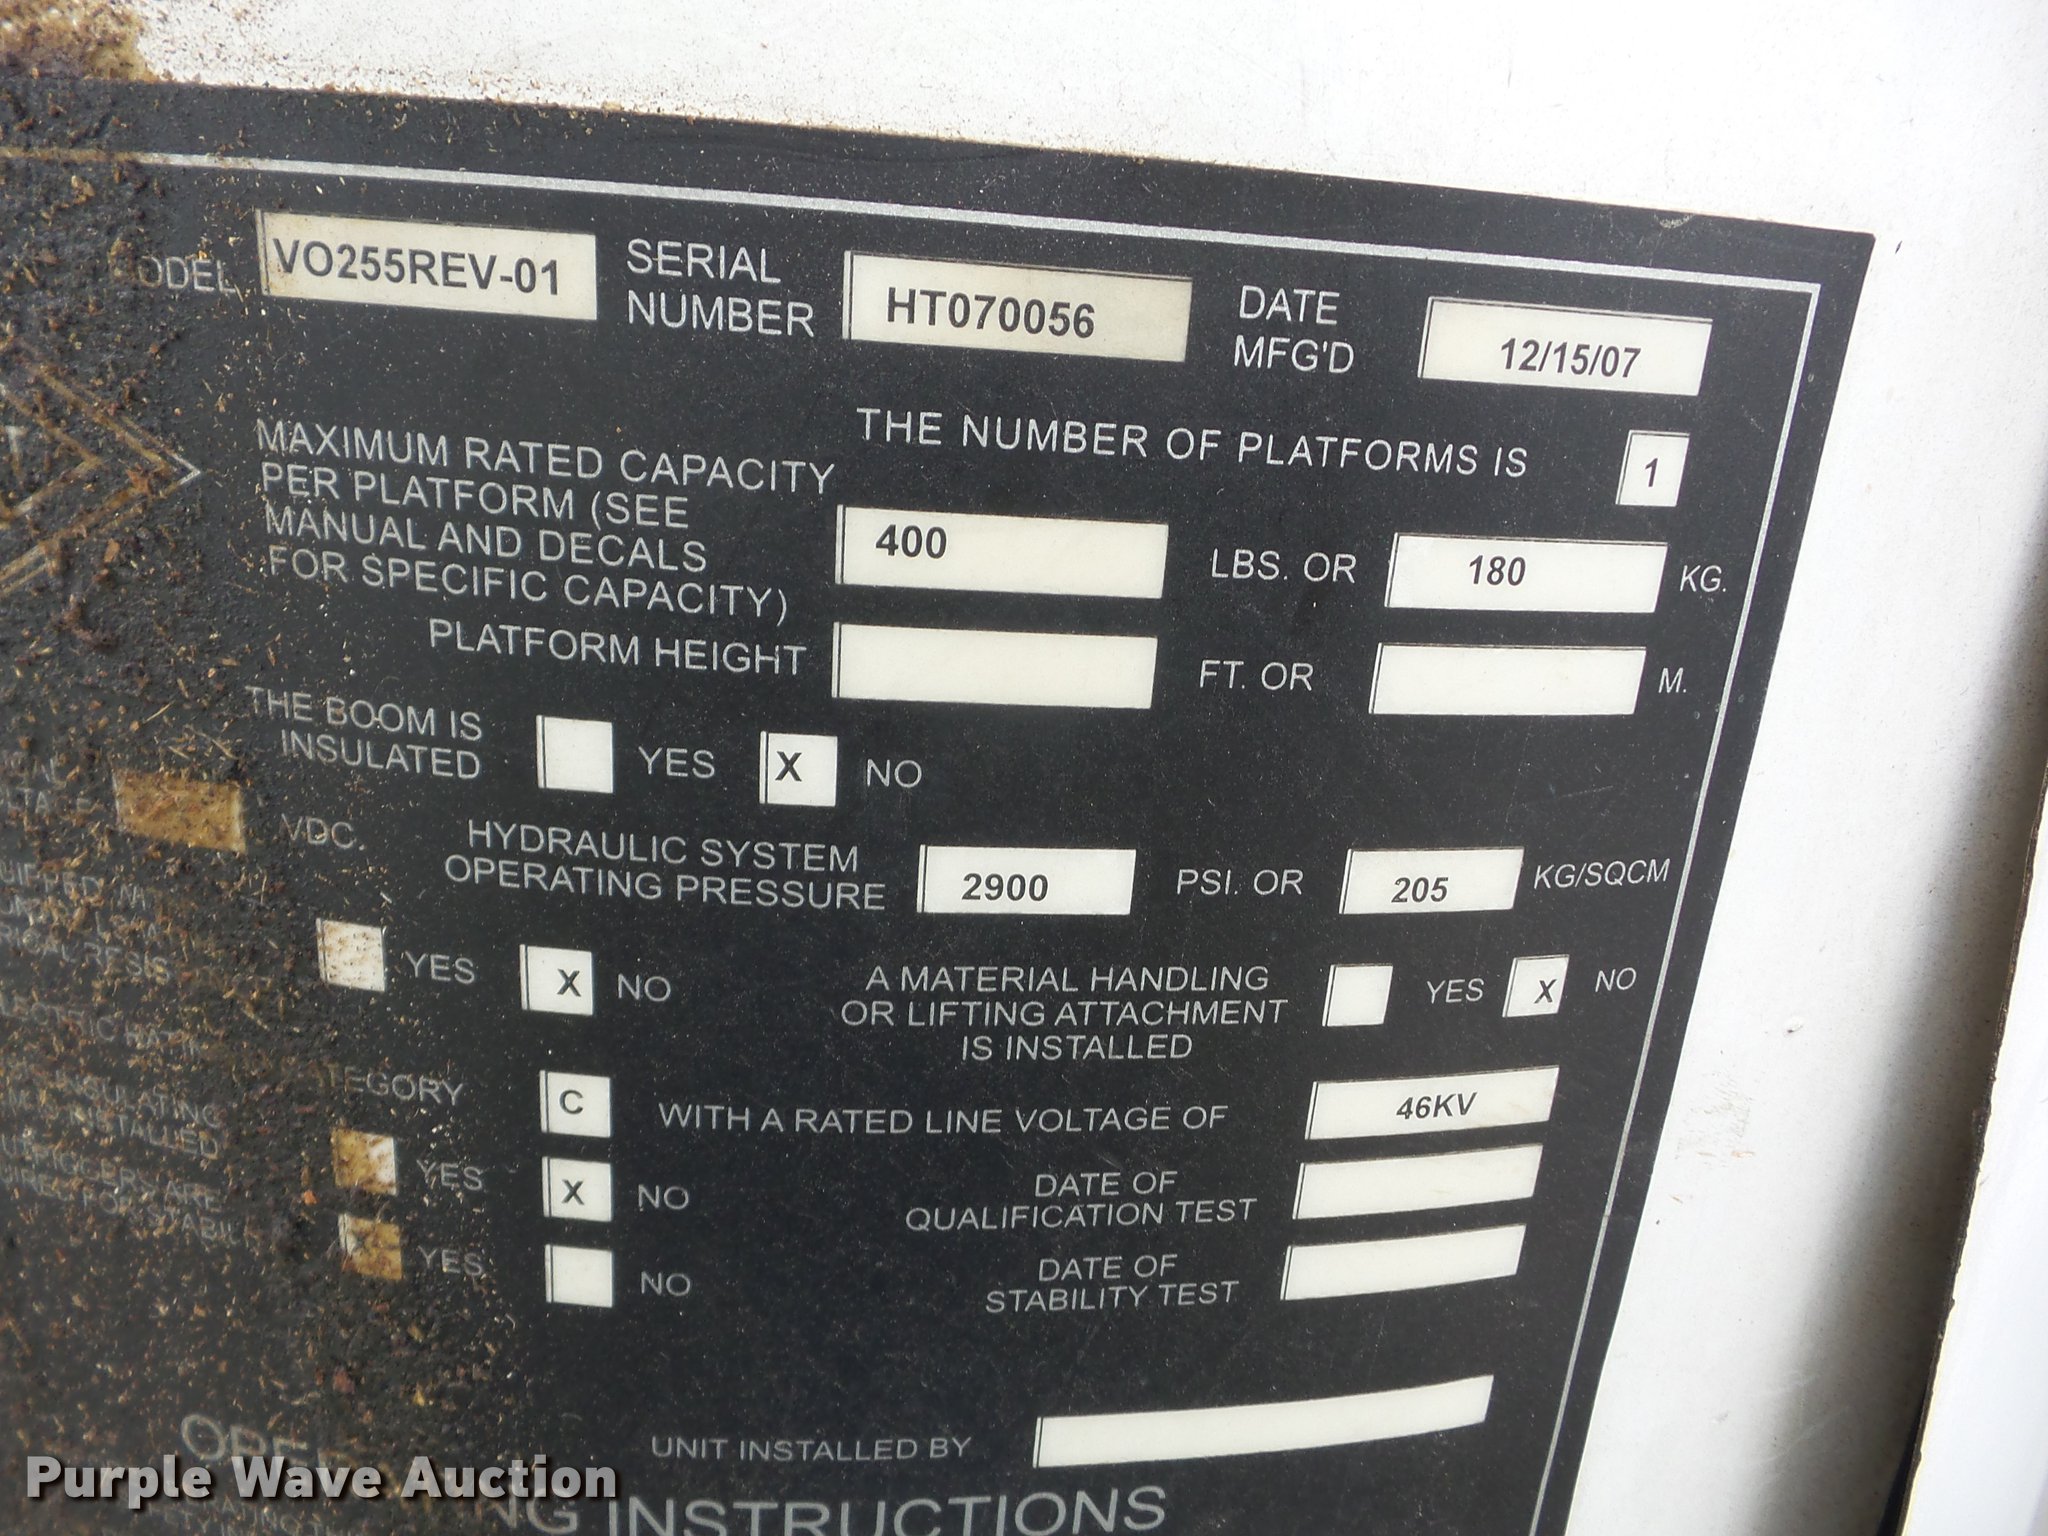 VO255REV-01 SERIAL NUMBER HT070056 DATE MFG'D 12/15/07
THE NUMBER OF PLATFORMS IS 1
MAXIMUM RATED CAPACITY
PER PLATFORM (SEE
MANUAL AND DECALS
FOR SPECIFIC CAPACITY) 400 LBS. OR 180 KG.
PLATFORM HEIGHT FT. OR M.
THE BOOM IS
INSULATED YES X NO
VDC.
HYDRAULIC SYSTEM
OPERATING PRESSURE 2900 PSI. OR 205 KG/SQCM
YES X NO
A MATERIAL HANDLING
OR LIFTING ATTACHMENT
IS INSTALLED YES X NO
C WITH A RATED LINE VOLTAGE OF 46KV
YES X NO
DATE OF
QUALIFICATION TEST
YES NO
DATE OF
STABILITY TEST
UNIT INSTALLED BY
INSTRUCTIONS
Purple Wave Auction